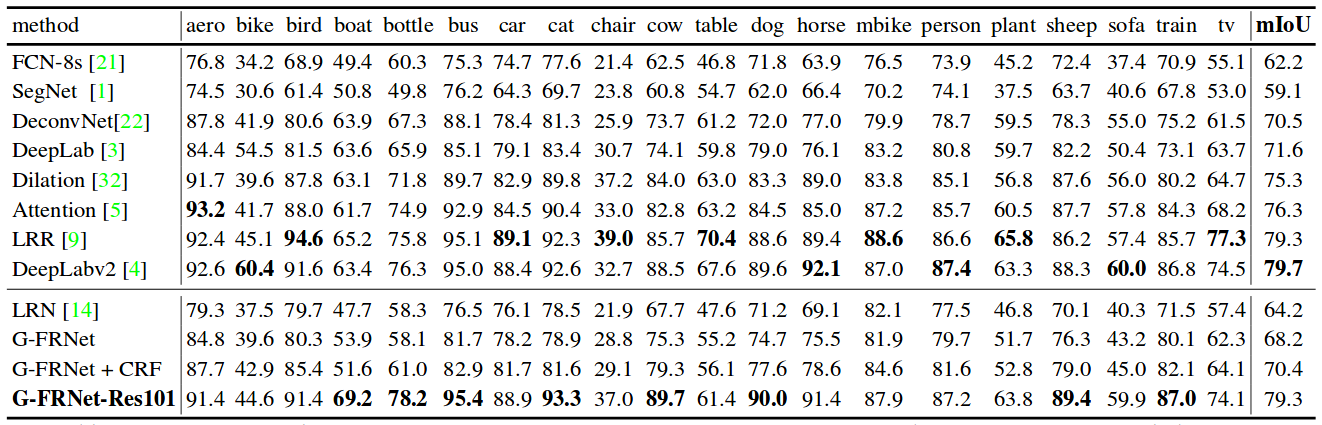 method aero bike bird boat bottle bus car cat chair cow table dog horse mbike person plant sheep sofa train tv mIoU
FCN-8s [21] 76.8 34.2 68.9 49.4 60.3 75.3 74.7 77.6 21.4 62.5 46.8 71.8 63.9 76.5 73.9 45.2 72.4 37.4 70.9 55.1 62.2
SegNet [1] 74.5 30.6 61.4 50.8 49.8 76.2 64.3 69.7 23.8 60.8 54.7 62.0 66.4 70.2 74.1 37.5 63.7 40.6 67.8 53.0 59.1
DeconvNet[22] 87.8 41.9 80.6 63.9 67.3 88.1 78.4 81.3 25.9 73.7 61.2 72.0 77.0 79.9 78.7 59.5 78.3 55.0 75.2 61.5 70.5
DeepLab [3] 84.4 54.5 81.5 63.6 65.9 85.1 79.1 83.4 30.7 74.1 59.8 79.0 76.1 83.2 80.8 59.7 82.2 50.4 73.1 63.7 71.6
Dilation [32] 91.7 39.6 87.8 63.1 71.8 89.7 82.9 89.8 37.2 84.0 63.0 83.3 89.0 83.8 85.1 56.8 87.6 56.0 80.2 64.7 75.3
Attention [5] 93.2 41.7 88.0 61.7 74.9 92.9 84.5 90.4 33.0 82.8 63.2 84.5 85.0 87.2 85.7 60.5 87.7 57.8 84.3 68.2 76.3
LRR [9] 92.4 45.1 94.6 65.2 75.8 95.1 89.1 92.3 39.0 85.7 70.4 88.6 89.4 88.6 86.6 65.8 86.2 57.4 85.7 77.3 79.3
DeepLabv2 [4] 92.6 60.4 91.6 63.4 76.3 95.0 88.4 92.6 32.7 88.5 67.6 89.6 92.1 87.0 87.4 63.3 88.3 60.0 86.8 74.5 79.7
LRN [14] 79.3 37.5 79.7 47.7 58.3 76.5 76.1 78.5 21.9 67.7 47.6 71.2 69.1 82.1 77.5 46.8 70.1 40.3 71.5 57.4 64.2
G-FRNet 84.8 39.6 80.3 53.9 58.1 81.7 78.2 78.9 28.8 75.3 55.2 74.7 75.5 81.9 79.7 51.7 76.3 43.2 80.1 62.3 68.2
G-FRNet + CRF 87.7 42.9 85.4 51.6 61.0 82.9 81.7 81.6 29.1 79.3 56.1 77.6 78.6 84.6 81.6 52.8 79.0 45.0 82.1 64.1 70.4
G-FRNet-Res101 91.4 44.6 91.4 69.2 78.2 95.4 88.9 93.3 37.0 89.7 61.4 90.0 91.4 87.9 87.2 63.8 89.4 59.9 87.0 74.1 79.3